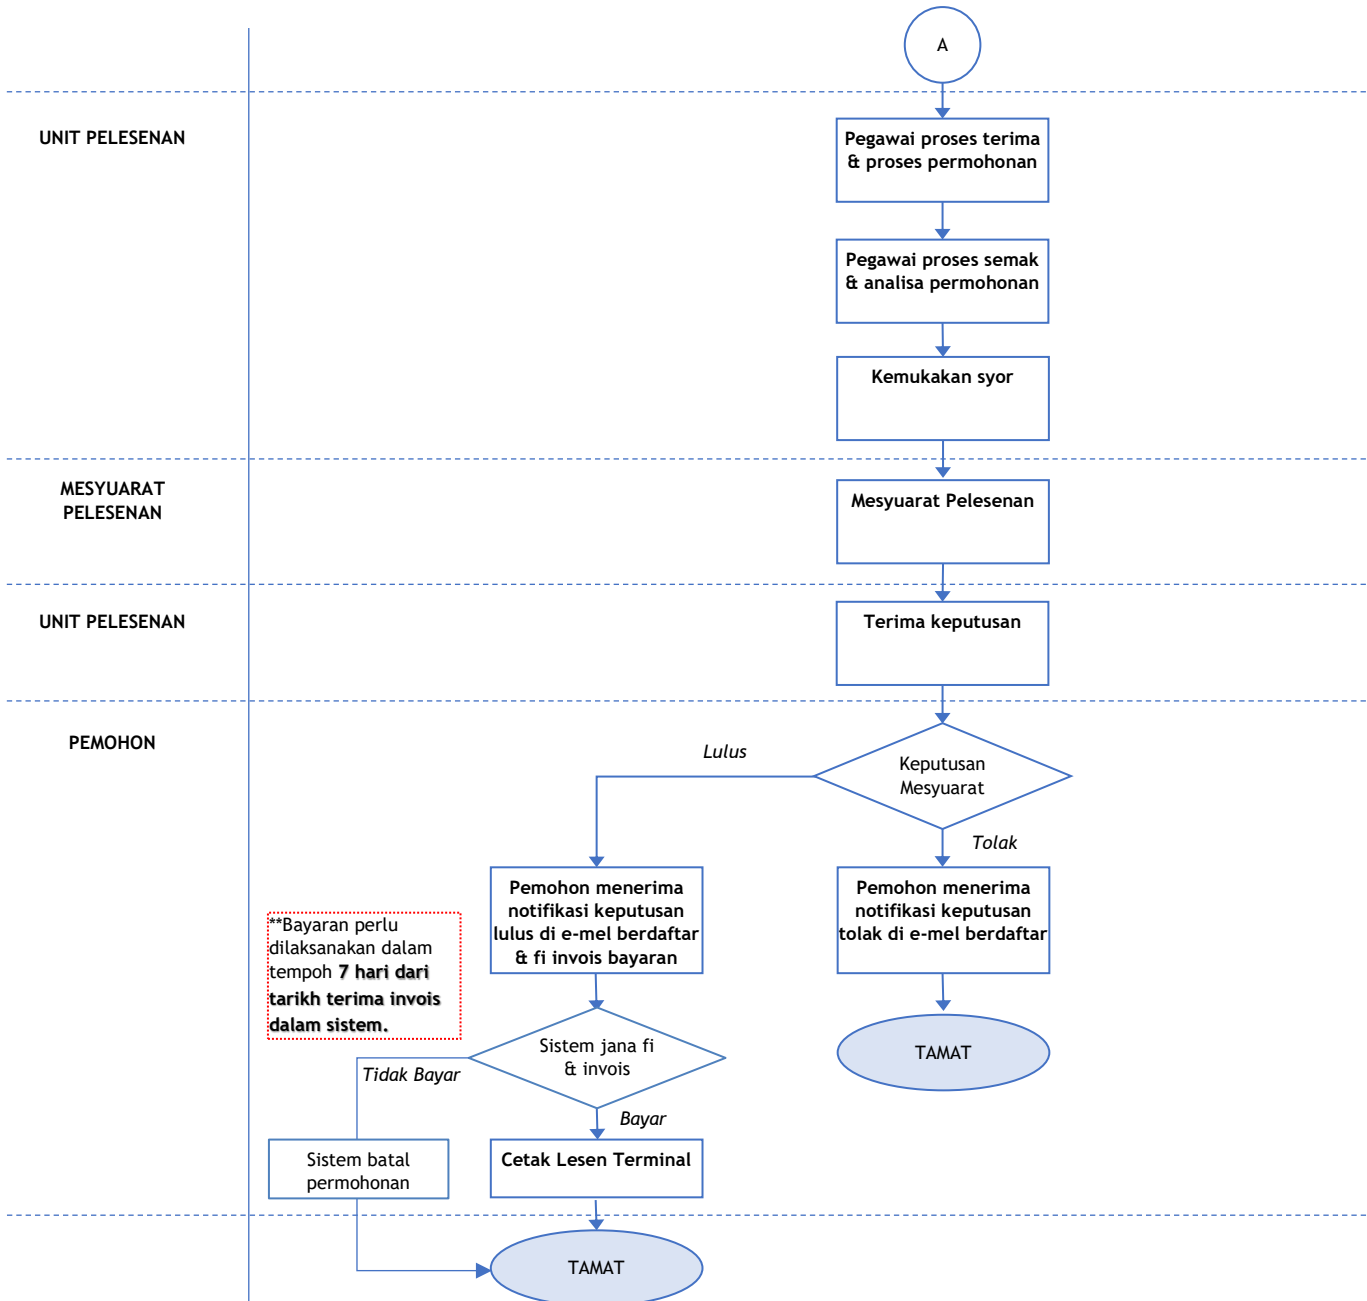 A
UNIT PELESENAN
Pegawai proses terima
& proses permohonan
Pegawai proses semak
& analisa permohonan
Kemukakan syor
MESYUARAT
PELESENAN
Mesyuarat Pelesenan
UNIT PELESENAN
Terima keputusan
PEMOHON
Keputusan
Mesyuarat
Lulus
Tolak
Pemohon menerima
notifikasi keputusan
lulus di e-mel berdaftar
& fi invois bayaran
Pemohon menerima
notifikasi keputusan
tolak di e-mel berdaftar
**Bayaran perlu
dilaksanakan dalam
tempoh 7 hari dari
tarikh terima invois
dalam sistem.
Sistem jana fi
& invois
TAMAT
Tidak Bayar
Bayar
Sistem batal
permohonan
Cetak Lesen Terminal
TAMAT